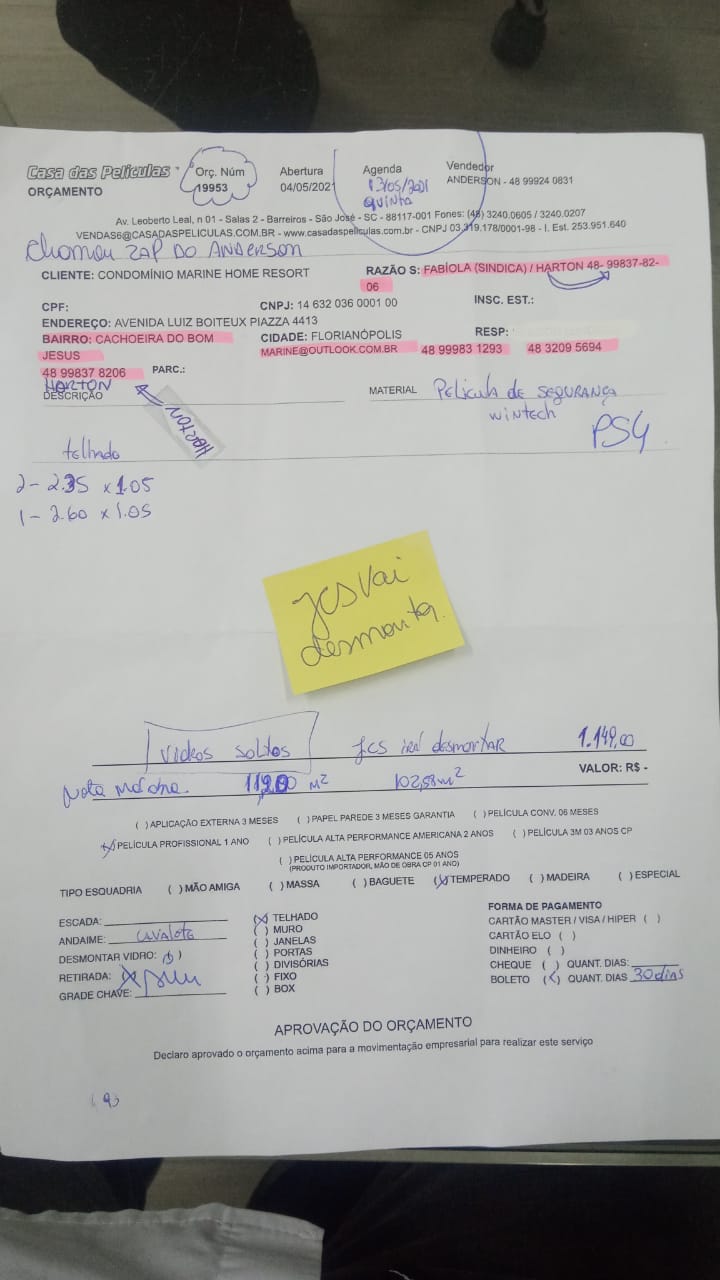 Casa das Peliculas
ORÇAMENTO
Orç. Núm
19953
Abertura
04/05/2021
Agenda
13/05/2021
quinta
Vendedor
ANDERSON - 48 99924 0831
Av. Leoberto Leal, n 01 - Salas 2 - Barreiros - São José - SC - 88117-001 Fones: (48) 3240.0605 / 3240.0207
VENDAS6@CASADASPELICULAS.COM.BR - www.casadaspeliculas.com.br - CNPJ 03.319.178/0001-98 - I. Est. 253.951.640
Chamou ZAP DO ANDERSON
CLIENTE: CONDOMÍNIO MARINE HOME RESORT
RAZÃO S: FABÍOLA (SINDICA) / HARTON 48- 99837-82-
06
CPF:
CNPJ: 14 632 036 0001 00
INSC. EST.:
ENDEREÇO: AVENIDA LUIZ BOITEUX PIAZZA 4413
BAIRRO: CACHOEIRA DO BOM
JESUS
CIDADE: FLORIANÓPOLIS
RESP:
MARINE@OUTLOOK.COM.BR
48 99983 1293
48 3209 5694
48 99837 8206
PARC.:
HARTON
DESCRIÇÃO
HARTON
MATERIAL
Pelicula de SEGURANÇA
wintech
PS4
telhado
2- 2.35 x 1.05
1- 2.60 x 1.05
JCS Vai
desmonta.
Vidros soltos
JCS irá desmontar
1.149,00
VALOR: R$ -
m²
102,58m²
( ) APLICAÇÃO EXTERNA 3 MESES
( ) PAPEL PAREDE 3 MESES GARANTIA
( ) PELÍCULA CONV. 06 MESES
(x) PELÍCULA PROFISSIONAL 1 ANO
( ) PELÍCULA ALTA PERFORMANCE AMERICANA 2 ANOS
( ) PELÍCULA 3M 03 ANOS CP
( ) PELÍCULA ALTA PERFORMANCE 05 ANOS
(PRODUTO IMPORTADOR, MÃO DE OBRA CP 01 ANO)
TIPO ESQUADRIA
( ) MÃO AMIGA
( ) MASSA
( ) BAGUETE
(x) TEMPERADO
( ) MADEIRA
( ) ESPECIAL
ESCADA:
ANDAIME: CAVALOTE
DESMONTAR VIDRO: ( )
RETIRADA: (x)
GRADE CHAVE:
(x) TELHADO
( ) MURO
( ) JANELAS
( ) PORTAS
( ) DIVISÓRIAS
( ) FIXO
( ) BOX
FORMA DE PAGAMENTO
CARTÃO MASTER / VISA / HIPER ( )
CARTÃO ELO ( )
DINHEIRO ( )
CHEQUE ( ) QUANT. DIAS:
BOLETO (x) QUANT. DIAS 30 dias
APROVAÇÃO DO ORÇAMENTO
Declaro aprovado o orçamento acima para a movimentação empresarial para realizar este serviço